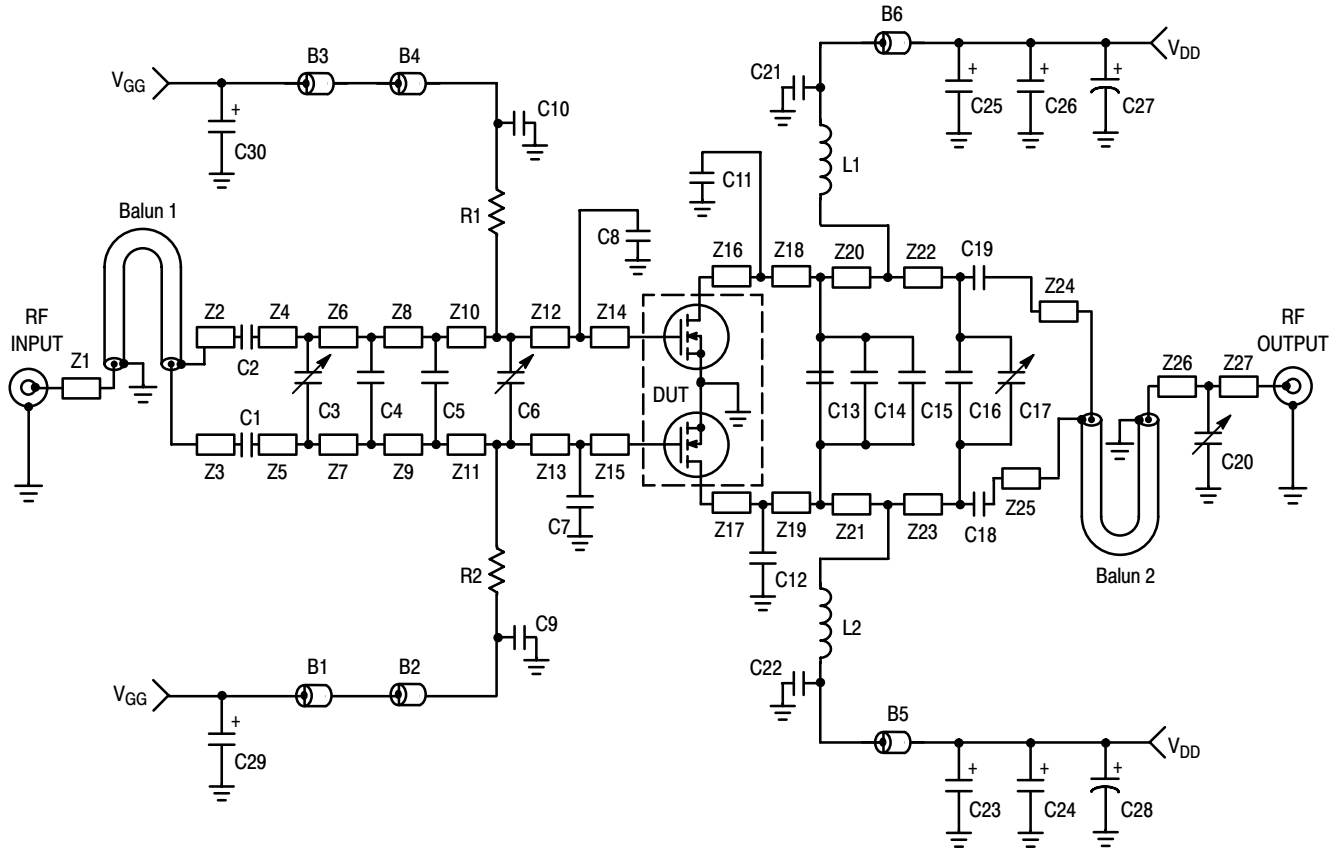 B6
B3 B4
V_DD
C21
V_GG
C10
+ + +
C25 C26 C27
+
C30
L1
C11
Balun 1
R1
C8
Z16 Z18 Z20 Z22 C19
Z24
RF
INPUT
Z2 Z4 Z6 Z8 Z10 Z12 Z14
C2
Z1
RF
OUTPUT
Z26 Z27
DUT
C3 C4 C5 C6
C13 C14 C15 C16 C17
C1
C20
Z3 Z5 Z7 Z9 Z11 Z13 Z15
Z25
C7
Z17 Z19 Z21 Z23 C18
C12
Balun 2
R2
L2
C9
C22
B1 B2
V_GG
B5
V_DD
+
C29
+ + +
C23 C24 C28